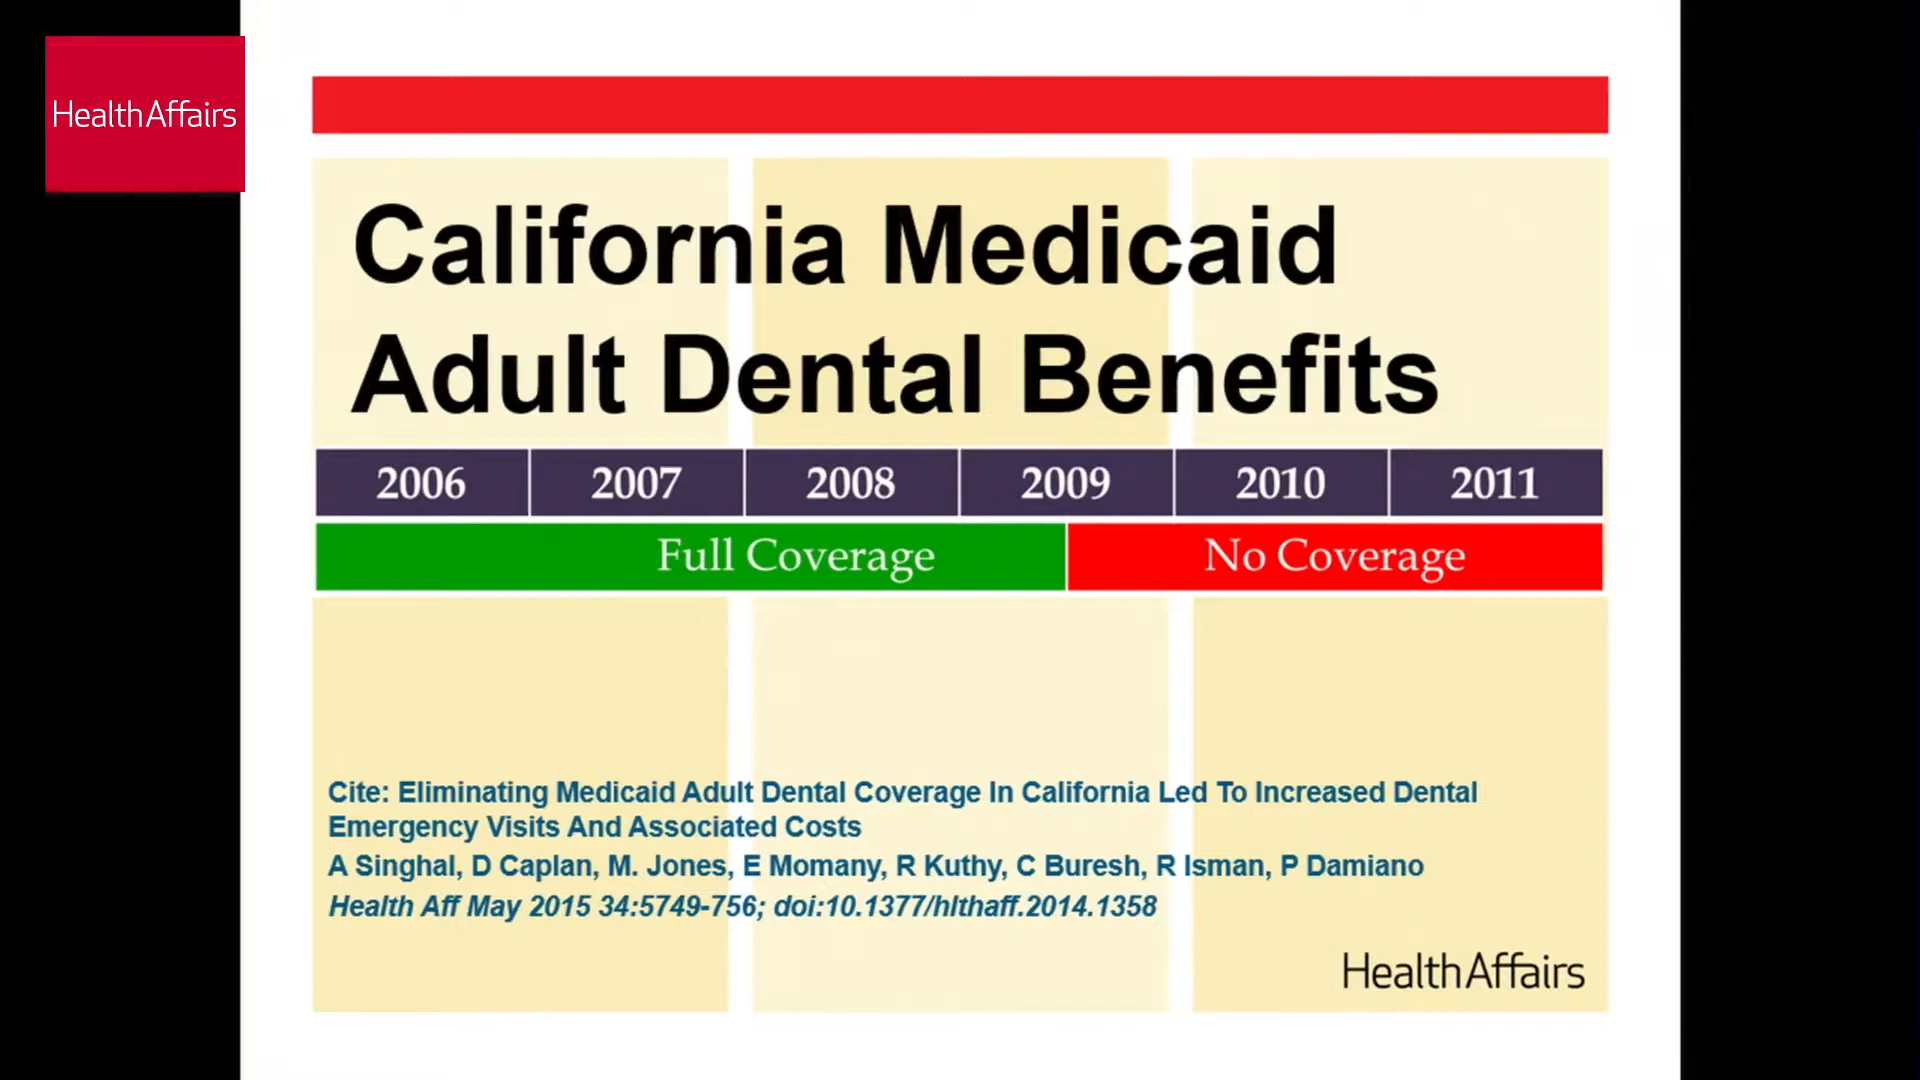 HealthAffairs
California Medicaid
Adult Dental Benefits
2006 2007 2008 2009 2010 2011
Full Coverage No Coverage
Cite: Eliminating Medicaid Adult Dental Coverage In California Led To Increased Dental
Emergency Visits And Associated Costs
A Singhal, D Caplan, M. Jones, E Momany, R Kuthy, C Buresh, R Isman, P Damiano
Health Aff May 2015 34:5749-756; doi:10.1377/hlthaff.2014.1358
HealthAffairs